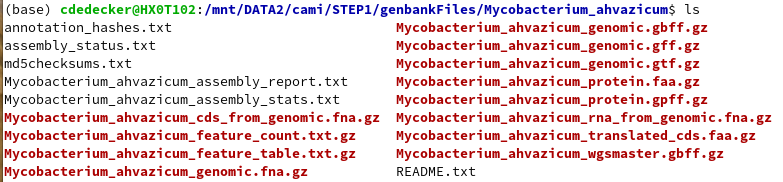 (base) cdedecker@HX0T102:/mnt/DATA2/cami/STEP1/genbankFiles/Mycobacterium_ahvazicum$ ls
annotation_hashes.txt Mycobacterium_ahvazicum_genomic.gbff.gz
assembly_status.txt Mycobacterium_ahvazicum_genomic.gff.gz
md5checksums.txt Mycobacterium_ahvazicum_genomic.gtf.gz
Mycobacterium_ahvazicum_assembly_report.txt Mycobacterium_ahvazicum_protein.faa.gz
Mycobacterium_ahvazicum_assembly_stats.txt Mycobacterium_ahvazicum_protein.gpff.gz
Mycobacterium_ahvazicum_cds_from_genomic.fna.gz Mycobacterium_ahvazicum_rna_from_genomic.fna.gz
Mycobacterium_ahvazicum_feature_count.txt.gz Mycobacterium_ahvazicum_translated_cds.faa.gz
Mycobacterium_ahvazicum_feature_table.txt.gz Mycobacterium_ahvazicum_wgsmaster.gbff.gz
Mycobacterium_ahvazicum_genomic.fna.gz README.txt